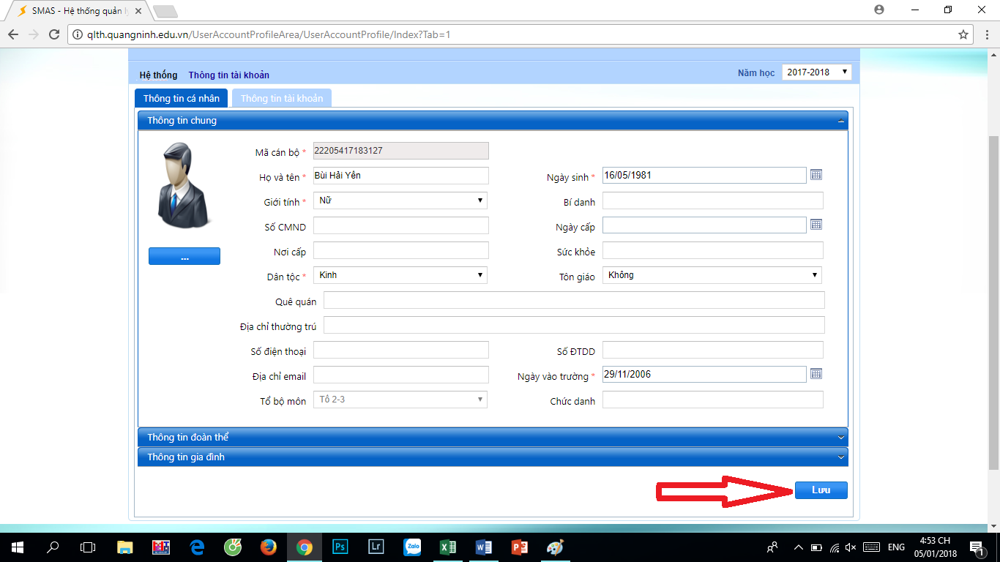 SMAS - Hệ thống quản lý
qlth.quangninh.edu.vn/UserAccountProfileArea/UserAccountProfile/Index?Tab=1
Hệ thống Thông tin tài khoản Năm học 2017-2018
Thông tin cá nhân Thông tin tài khoản
Thông tin chung
Mã cán bộ * 22205417183127
Họ và tên * Bùi Hải Yến Ngày sinh * 16/05/1981
Giới tính * Nữ Bí danh
Số CMND Ngày cấp
Nơi cấp Sức khỏe
...
Dân tộc * Kinh Tôn giáo Không
Quê quán
Địa chỉ thường trú
Số điện thoại Số ĐTDD
Địa chỉ email Ngày vào trường * 29/11/2006
Tổ bộ môn Tổ 2-3 Chức danh
Thông tin đoàn thể
Thông tin gia đình
Lưu
Ps Lr Zalo ENG 4:53 CH
05/01/2018 1